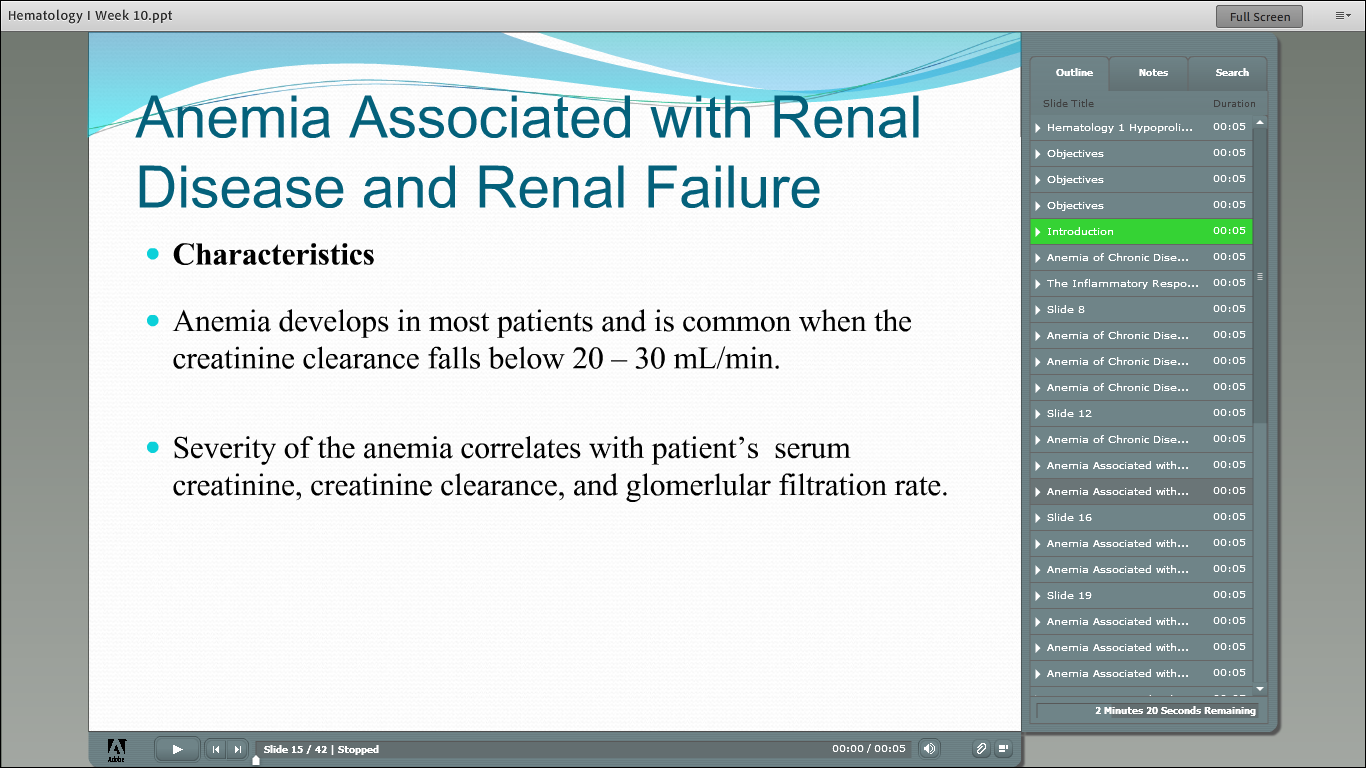 Hematology I Week 10.ppt
Full Screen
Anemia Associated with Renal
Disease and Renal Failure
Characteristics
Anemia develops in most patients and is common when the
creatinine clearance falls below 20 – 30 mL/min.
Severity of the anemia correlates with patient’s  serum
creatinine, creatinine clearance, and glomerlular filtration rate.
Outline Notes Search
Slide Title Duration
Hematology 1 Hypoproli... 00:05
Objectives 00:05
Objectives 00:05
Objectives 00:05
Introduction 00:05
Anemia of Chronic Dise... 00:05
The Inflammatory Respo... 00:05
Slide 8 00:05
Anemia of Chronic Dise... 00:05
Anemia of Chronic Dise... 00:05
Anemia of Chronic Dise... 00:05
Slide 12 00:05
Anemia of Chronic Dise... 00:05
Anemia Associated with... 00:05
Anemia Associated with... 00:05
Slide 16 00:05
Anemia Associated with... 00:05
Anemia Associated with... 00:05
Slide 19 00:05
Anemia Associated with... 00:05
Anemia Associated with... 00:05
Anemia Associated with... 00:05
2 Minutes 20 Seconds Remaining
Adobe
Slide 15 / 42 | Stopped
00:00 / 00:05